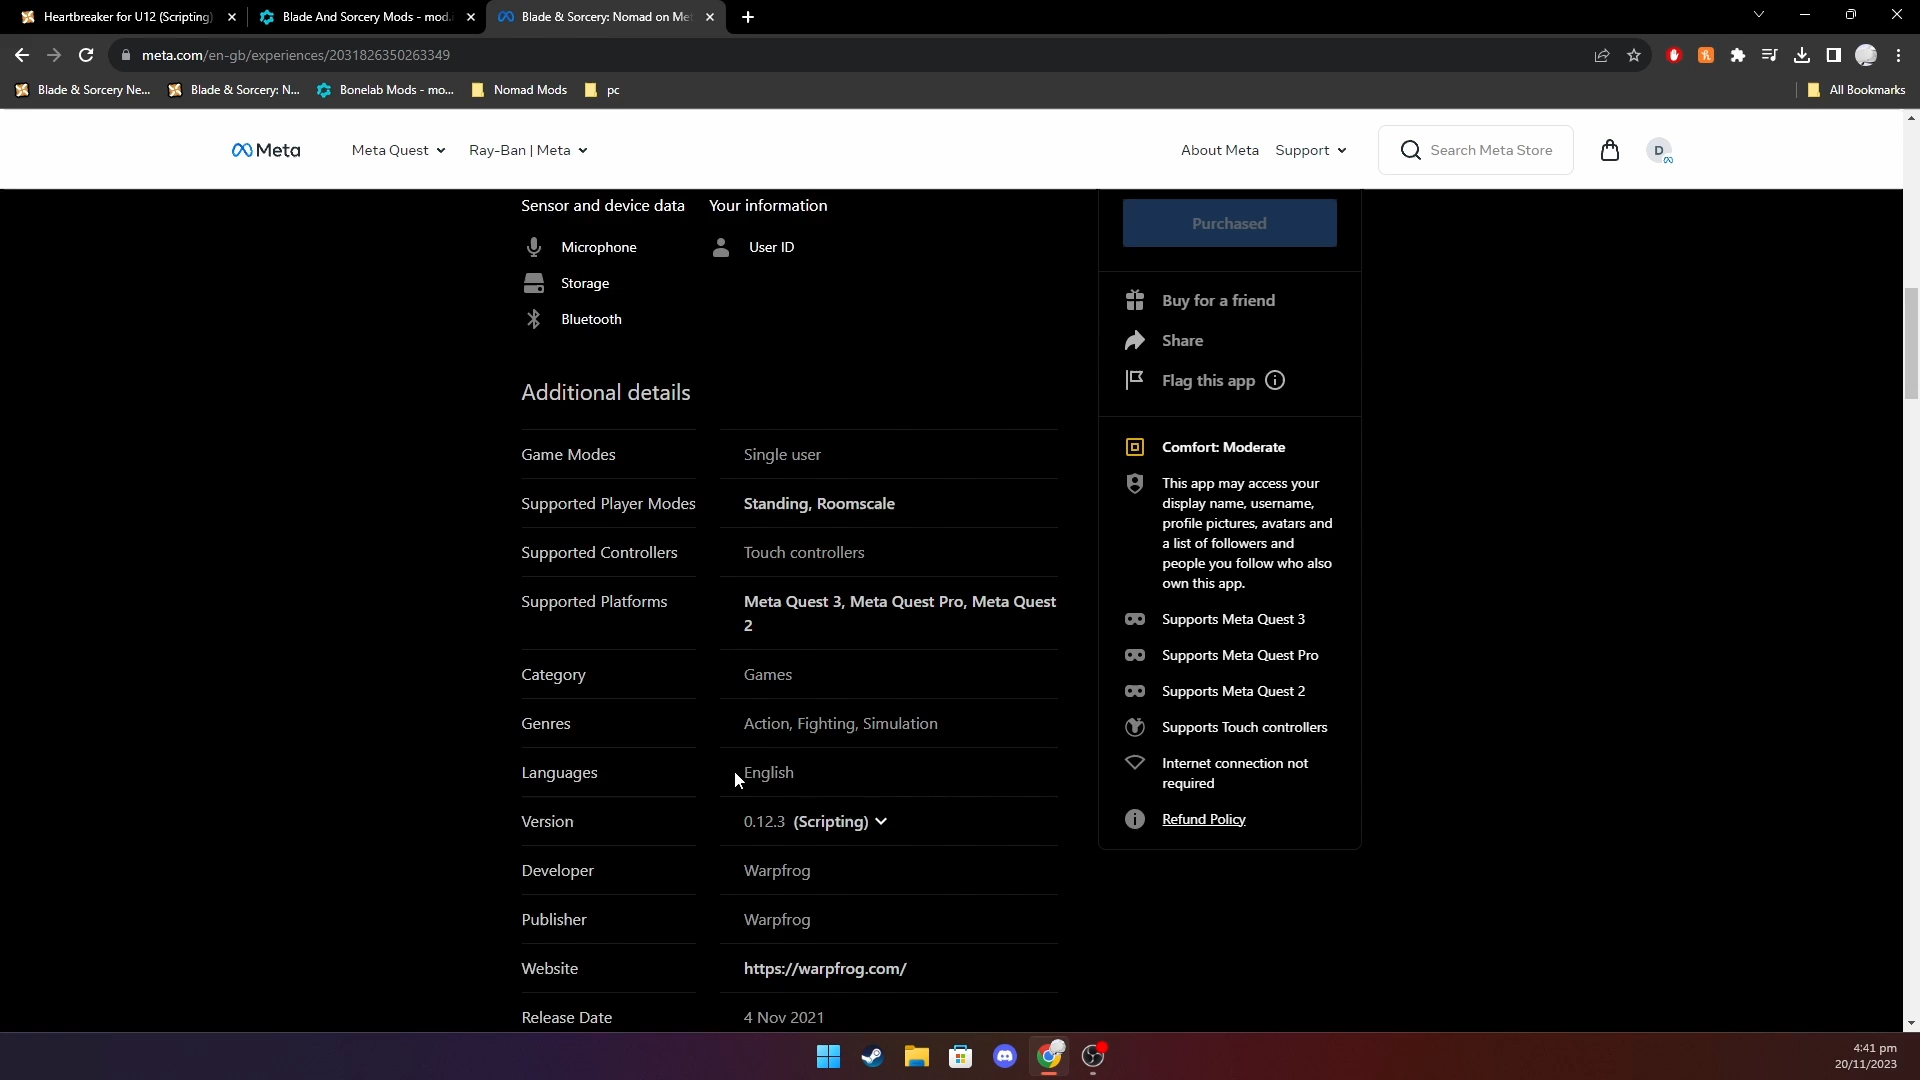 Heartbreaker for U12 (Scripting)
Blade And Sorcery Mods - mod.
Blade & Sorcery: Nomad on Me
meta.com/en-gb/experiences/2031826350263349
Blade & Sorcery Ne...
Blade & Sorcery: N...
Bonelab Mods - mo...
Nomad Mods
pc
All Bookmarks
Meta
Meta Quest
Ray-Ban | Meta
About Meta
Support
Search Meta Store
D
Sensor and device data
Your information
Microphone
User ID
Storage
Bluetooth
Additional details
Game Modes
Single user
Supported Player Modes
Standing, Roomscale
Supported Controllers
Touch controllers
Supported Platforms
Meta Quest 3, Meta Quest Pro, Meta Quest
2
Category
Games
Genres
Action, Fighting, Simulation
Languages
English
Version
0.12.3 (Scripting)
Developer
Warpfrog
Publisher
Warpfrog
Website
https://warpfrog.com/
Release Date
4 Nov 2021
Purchased
Buy for a friend
Share
Flag this app
Comfort: Moderate
This app may access your
display name, username,
profile pictures, avatars and
a list of followers and
people you follow who also
own this app.
Supports Meta Quest 3
Supports Meta Quest Pro
Supports Meta Quest 2
Supports Touch controllers
Internet connection not
required
Refund Policy
4:41 pm
20/11/2023